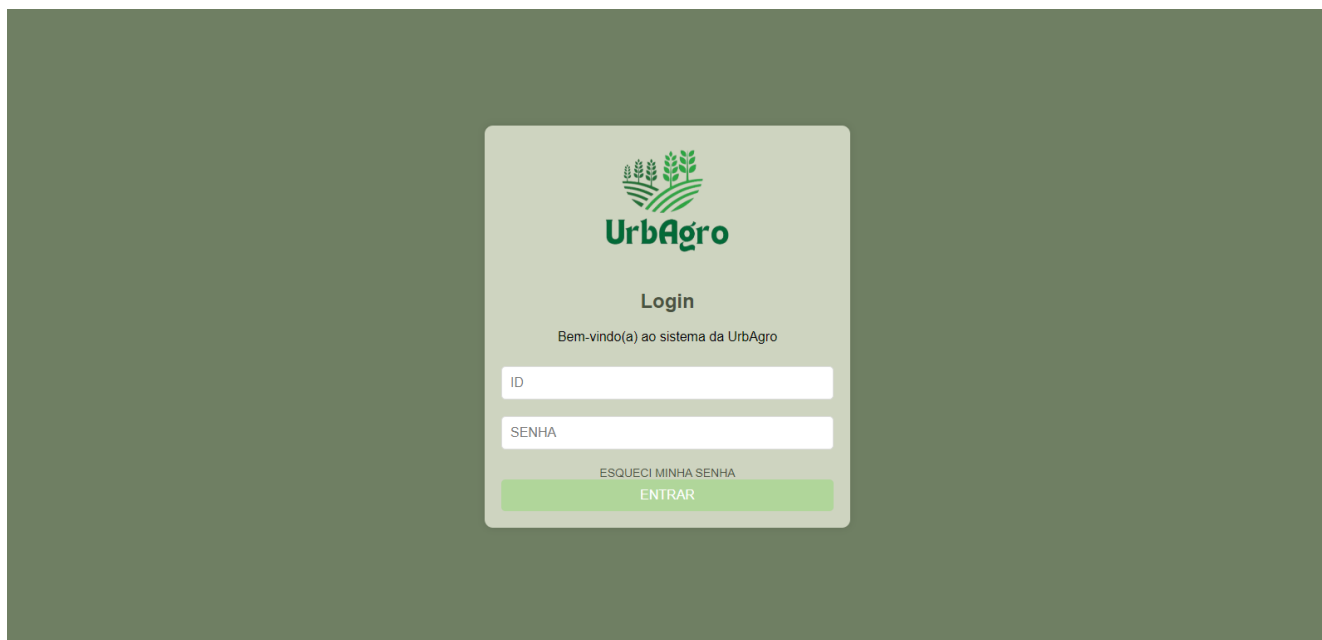 UrbAgro
Login
Bem-vindo(a) ao sistema da UrbAgro
ID
SENHA
ESQUECI MINHA SENHA
ENTRAR